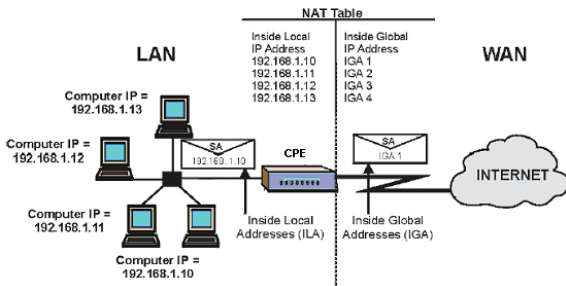 NAT Table
Inside Local
IP Address
192.168.1.10
192.168.1.11
192.168.1.12
192.168.1.13
Inside Global
IP Address
IGA 1
IGA 2
IGA 3
IGA 4
LAN
WAN
Computer IP =
192.168.1.13
Computer IP =
192.168.1.12
Computer IP =
192.168.1.11
Computer IP =
192.168.1.10
SA
192.168..1.10
CPE
SA
IGA 1
INTERNET
Inside Local
Addresses (ILA)
Inside Global
Addresses (IGA)